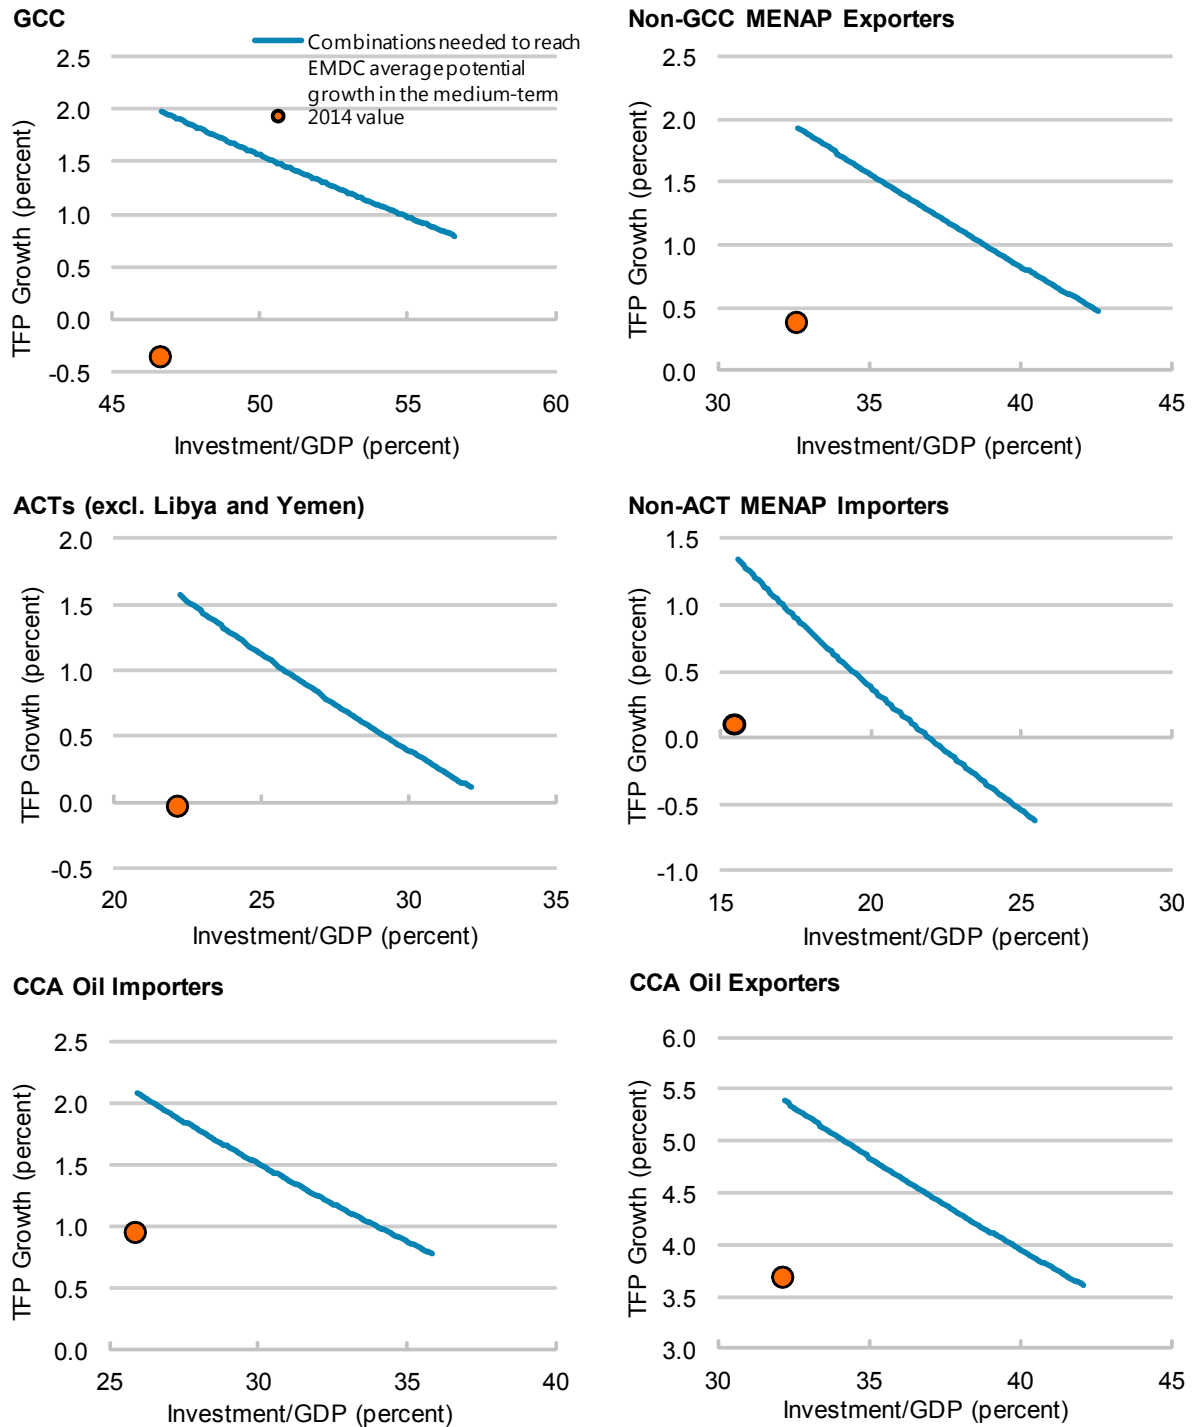 GCC
Combinations needed to reach
EMDC average potential
growth in the medium-term
2014 value
TFP Growth (percent)
2.5
2.0
1.5
1.0
0.5
0.0
-0.5
45 50 55 60
Investment/GDP (percent)
Non-GCC MENAP Exporters
TFP Growth (percent)
2.5
2.0
1.5
1.0
0.5
0.0
30 35 40 45
Investment/GDP (percent)
ACTs (excl. Libya and Yemen)
TFP Growth (percent)
2.0
1.5
1.0
0.5
0.0
-0.5
20 25 30 35
Investment/GDP (percent)
Non-ACT MENAP Importers
TFP Growth (percent)
1.5
1.0
0.5
0.0
-0.5
-1.0
15 20 25 30
Investment/GDP (percent)
CCA Oil Importers
TFP Growth (percent)
2.5
2.0
1.5
1.0
0.5
0.0
25 30 35 40
Investment/GDP (percent)
CCA Oil Exporters
TFP Growth (percent)
6.0
5.5
5.0
4.5
4.0
3.5
3.0
30 35 40 45
Investment/GDP (percent)